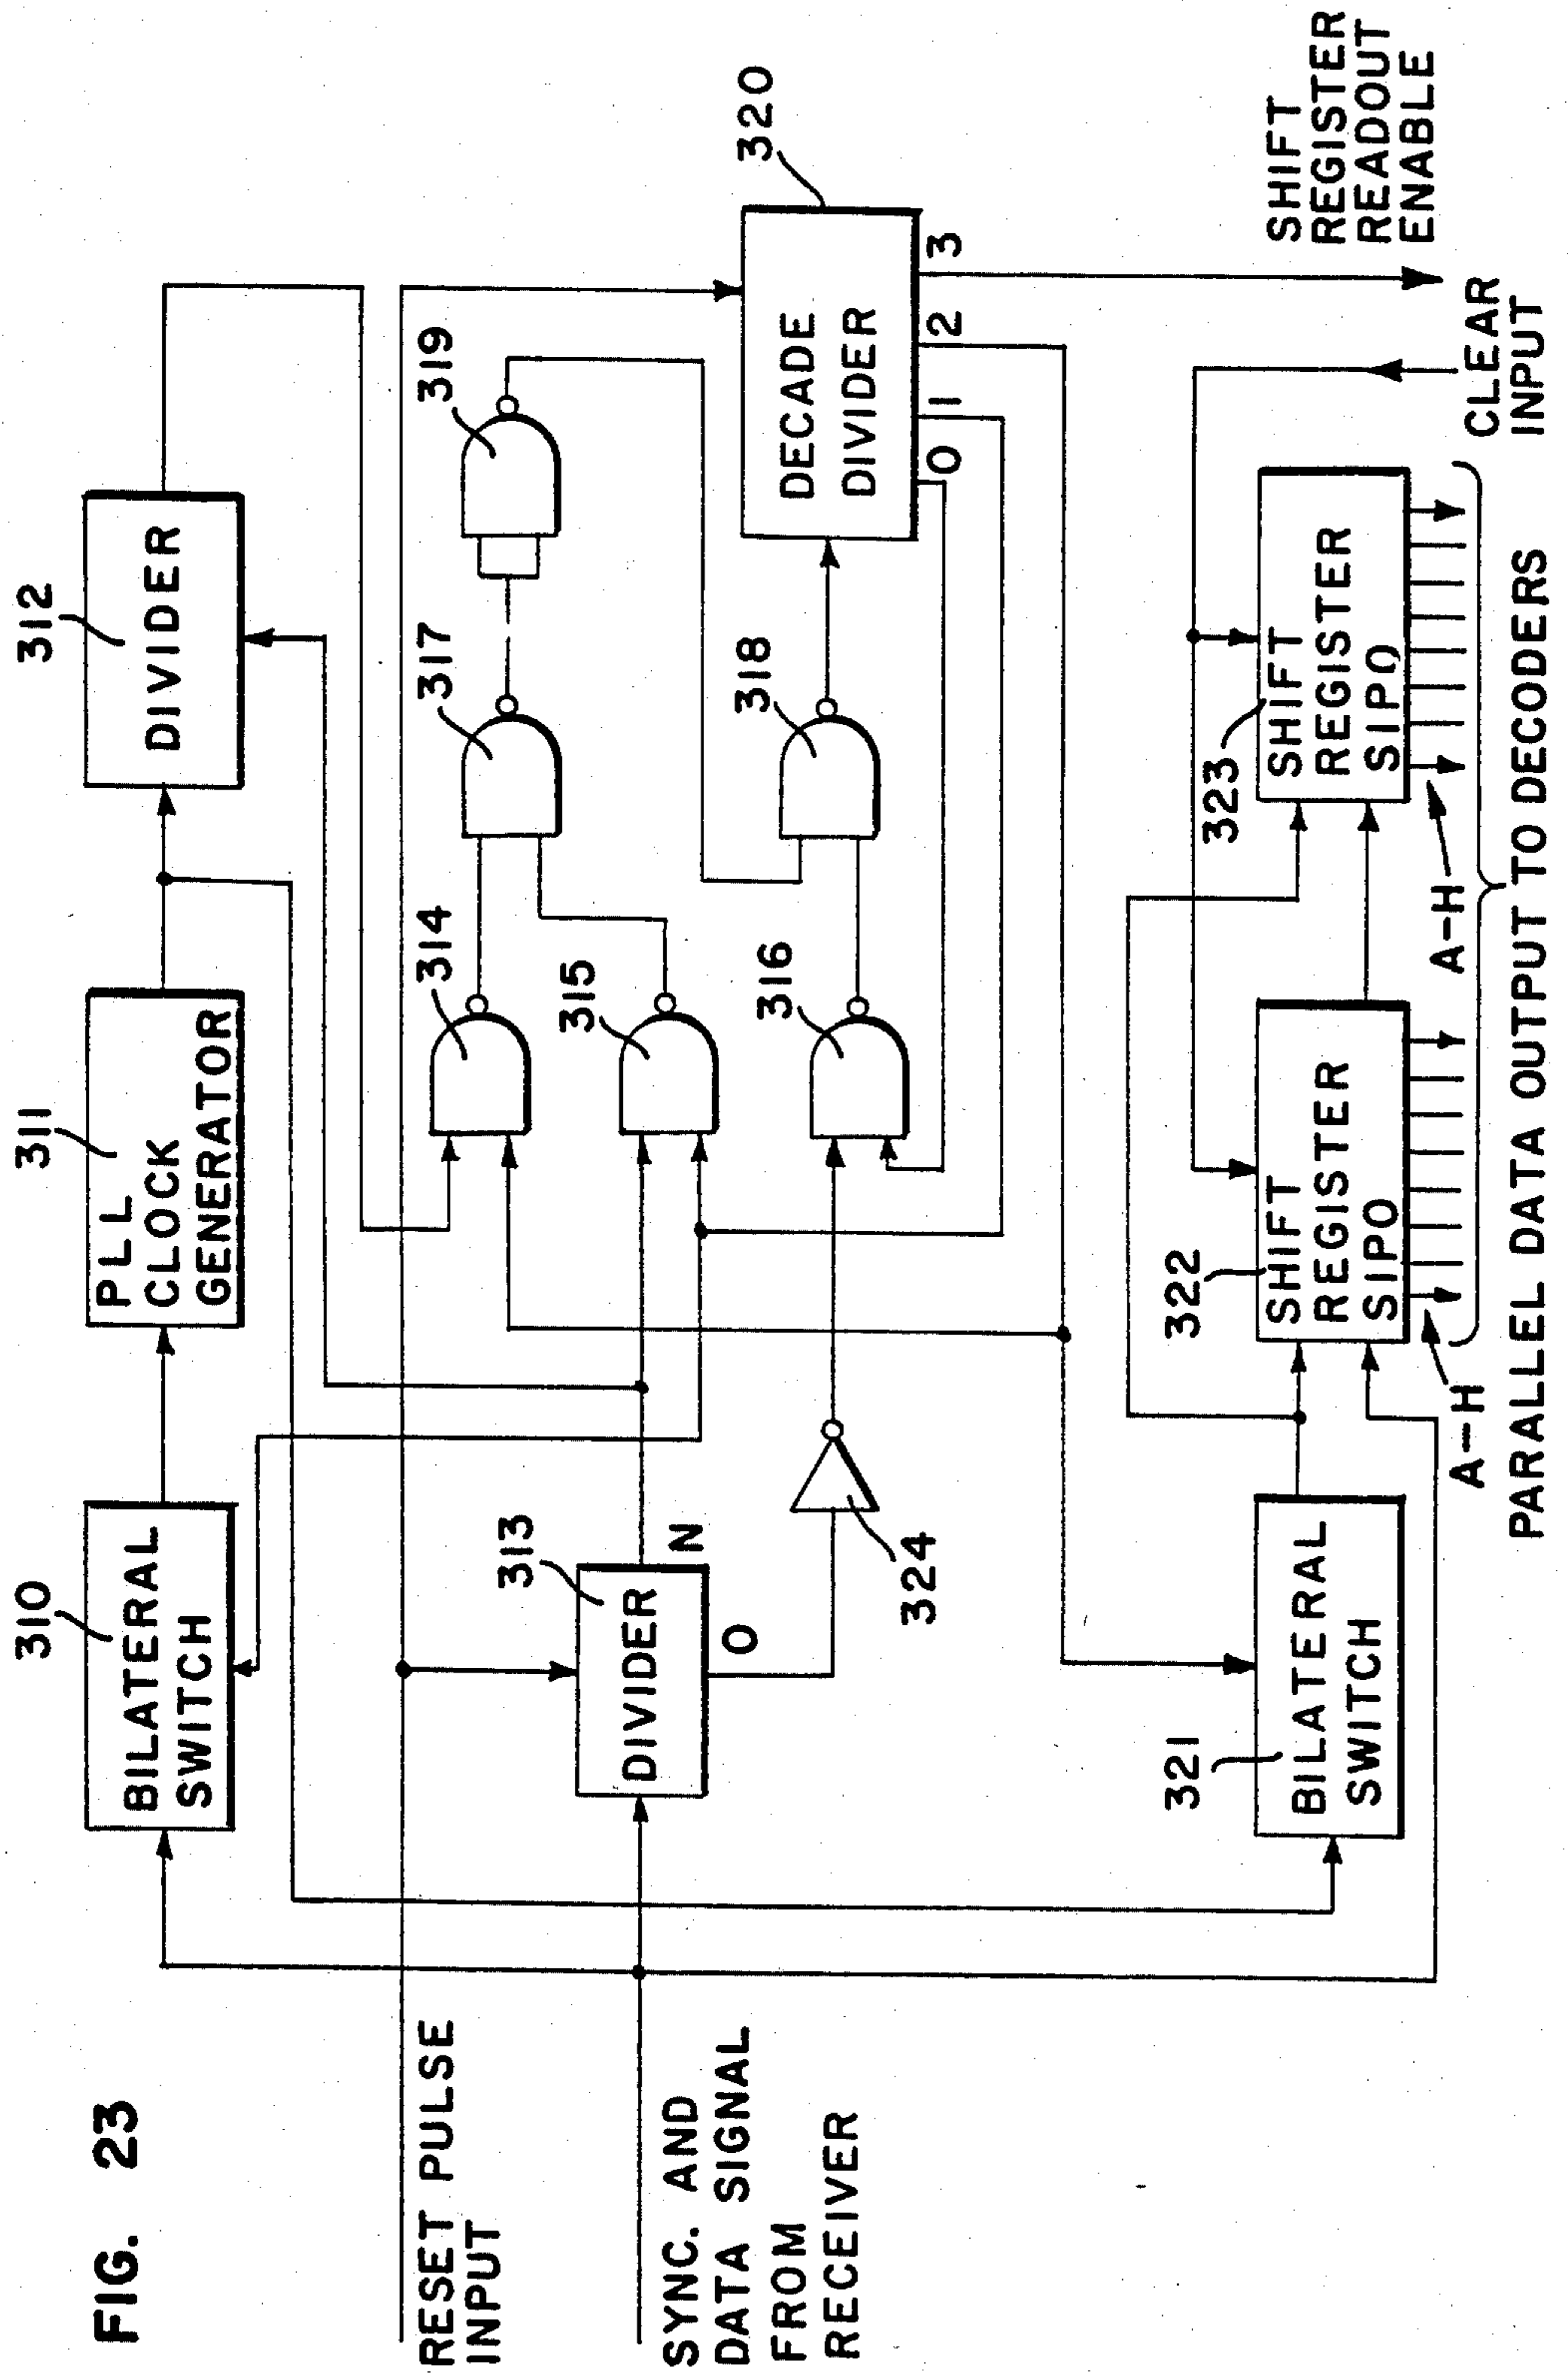 FIG. 23
310
BILATERAL
SWITCH
311
PLL
CLOCK
GENERATOR
312
DIVIDER
RESET PULSE
INPUT
SYNC. AND
DATA SIGNAL
FROM
RECEIVER
313
DIVIDER
N
O
324
314
315
316
317
318
319
320
DECADE
DIVIDER
0
1
2
3
321
BILATERAL
SWITCH
322
SHIFT
REGISTER
SIPO
A-H
323
SHIFT
REGISTER
SIPO
A-H
PARALLEL DATA OUTPUT TO DECODERS
CLEAR
INPUT
SHIFT
REGISTER
READOUT
ENABLE